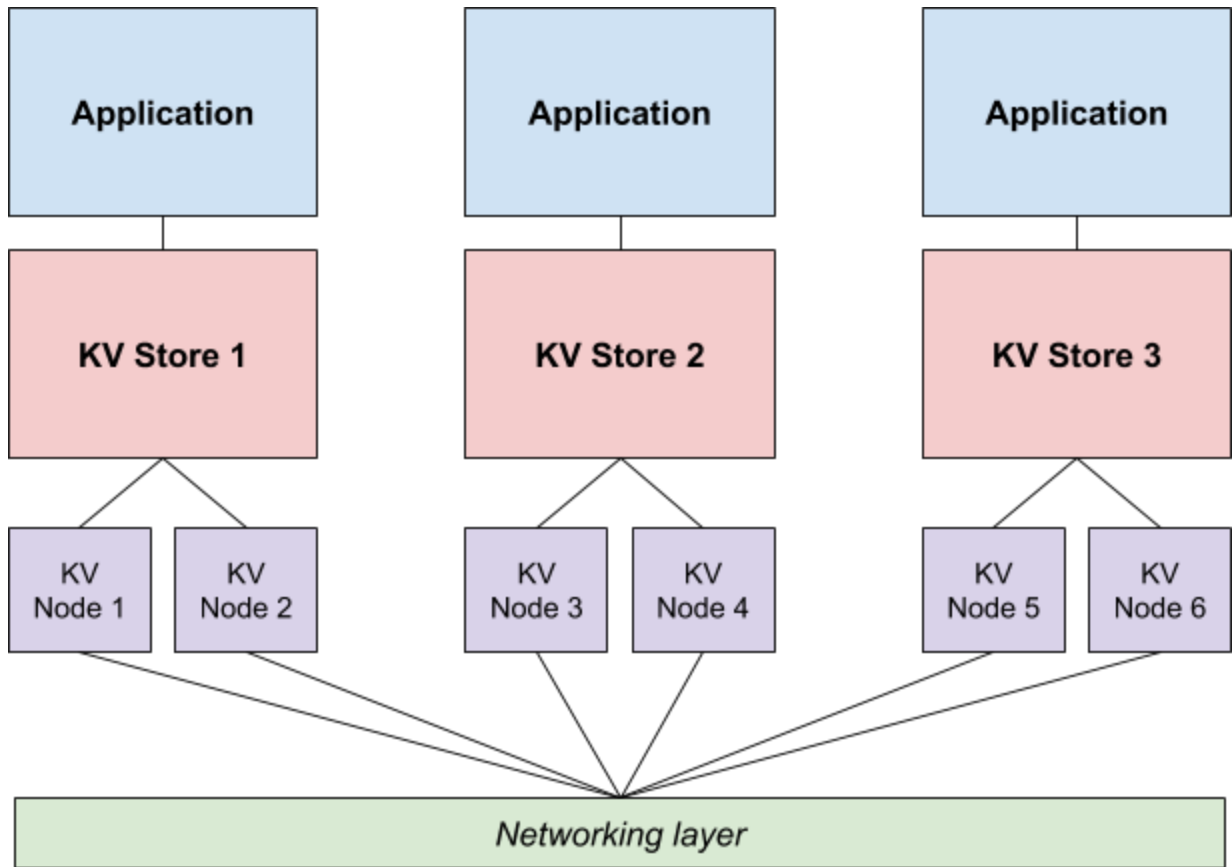 Application
Application
Application
KV Store 1
KV Store 2
KV Store 3
KV
Node 1
KV
Node 2
KV
Node 3
KV
Node 4
KV
Node 5
KV
Node 6
Networking layer